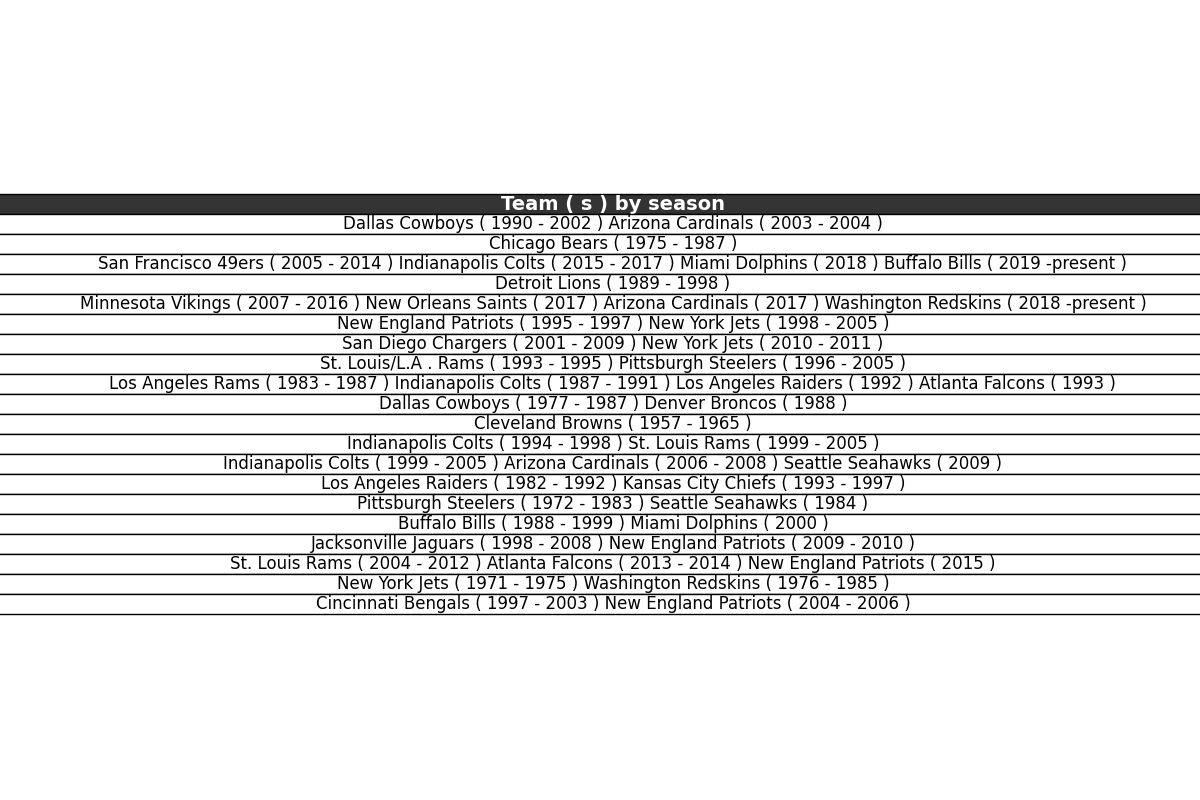 Team ( s ) by season
Dallas Cowboys ( 1990 - 2002 ) Arizona Cardinals ( 2003 - 2004 )
Chicago Bears ( 1975 - 1987 )
San Francisco 49ers ( 2005 - 2014 ) Indianapolis Colts ( 2015 - 2017 ) Miami Dolphins ( 2018 ) Buffalo Bills ( 2019 -present )
Detroit Lions ( 1989 - 1998 )
Minnesota Vikings ( 2007 - 2016 ) New Orleans Saints ( 2017 ) Arizona Cardinals ( 2017 ) Washington Redskins ( 2018 -present )
New England Patriots ( 1995 - 1997 ) New York Jets ( 1998 - 2005 )
San Diego Chargers ( 2001 - 2009 ) New York Jets ( 2010 - 2011 )
St. Louis/L.A . Rams ( 1993 - 1995 ) Pittsburgh Steelers ( 1996 - 2005 )
Los Angeles Rams ( 1983 - 1987 ) Indianapolis Colts ( 1987 - 1991 ) Los Angeles Raiders ( 1992 ) Atlanta Falcons ( 1993 )
Dallas Cowboys ( 1977 - 1987 ) Denver Broncos ( 1988 )
Cleveland Browns ( 1957 - 1965 )
Indianapolis Colts ( 1994 - 1998 ) St. Louis Rams ( 1999 - 2005 )
Indianapolis Colts ( 1999 - 2005 ) Arizona Cardinals ( 2006 - 2008 ) Seattle Seahawks ( 2009 )
Los Angeles Raiders ( 1982 - 1992 ) Kansas City Chiefs ( 1993 - 1997 )
Pittsburgh Steelers ( 1972 - 1983 ) Seattle Seahawks ( 1984 )
Buffalo Bills ( 1988 - 1999 ) Miami Dolphins ( 2000 )
Jacksonville Jaguars ( 1998 - 2008 ) New England Patriots ( 2009 - 2010 )
St. Louis Rams ( 2004 - 2012 ) Atlanta Falcons ( 2013 - 2014 ) New England Patriots ( 2015 )
New York Jets ( 1971 - 1975 ) Washington Redskins ( 1976 - 1985 )
Cincinnati Bengals ( 1997 - 2003 ) New England Patriots ( 2004 - 2006 )